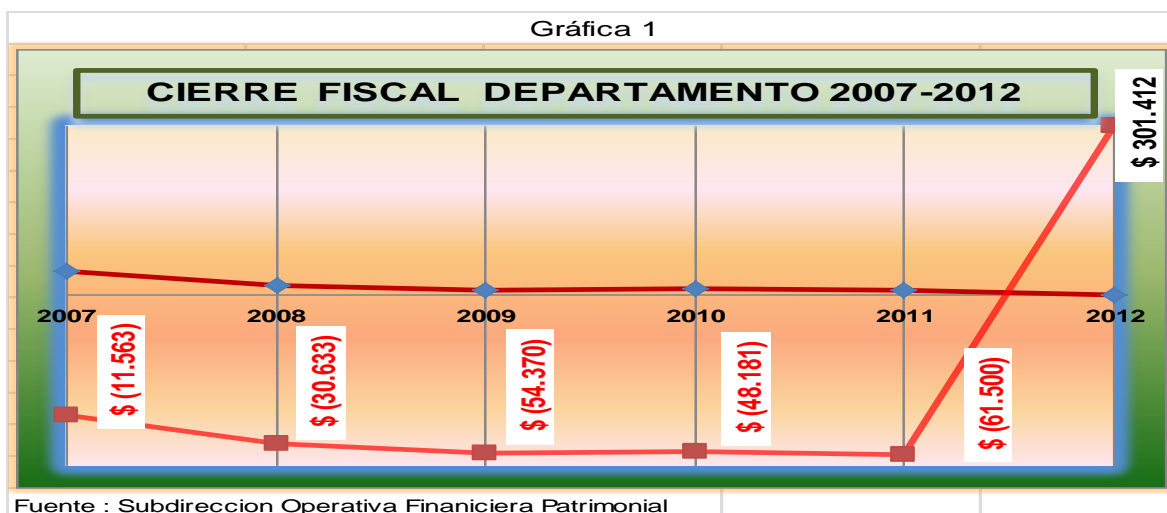 Gráfica 1
CIERRE FISCAL DEPARTAMENTO 2007-2012
$ 301.412
2007 2008 2009 2010 2011 2012
$ (11.563) $ (30.633) $ (54.370) $ (48.181) $ (61.500)
Fuente : Subdireccion Operativa Finaniciera Patrimonial